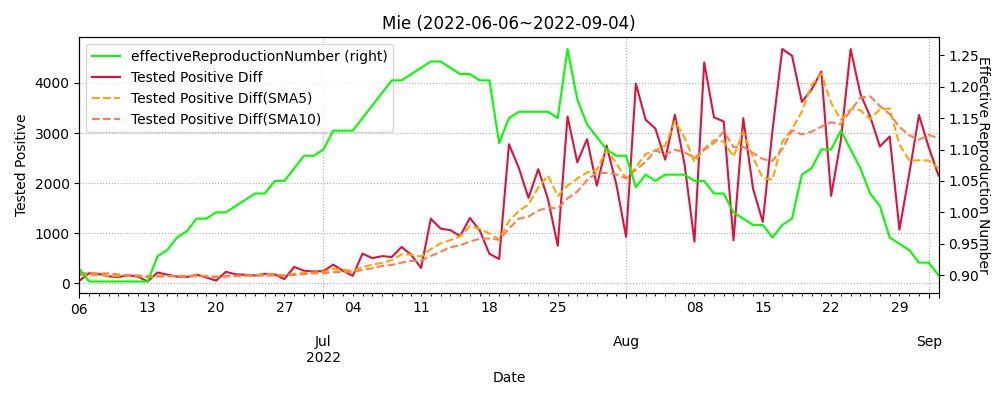 Mie (2022-06-06~2022-09-04)
effectiveReproductionNumber (right)
Tested Positive Diff
Tested Positive Diff(SMA5)
Tested Positive Diff(SMA10)
Tested Positive
4000
3000
2000
1000
0
1.25
1.20
1.15
1.10
1.05
1.00
0.95
0.90
Effective Reproduction Number
06 13 20 27 04 11 18 25 08 15 22 29
Jul Aug Sep
2022
Date